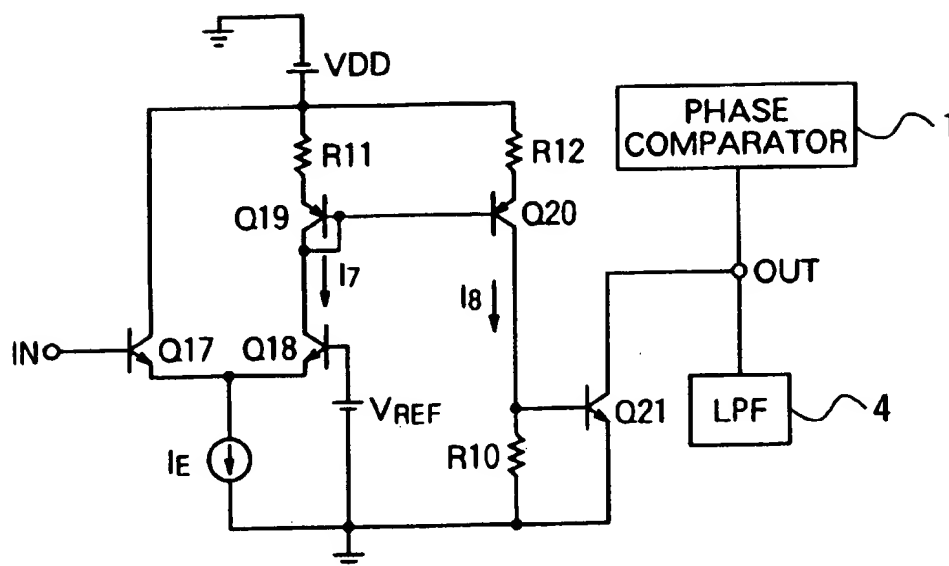 VDD
PHASE
COMPARATOR
1
R11
R12
Q19
Q20
I7
I8
OUT
IN
Q17
Q18
VREF
Q21
LPF
4
R10
IE